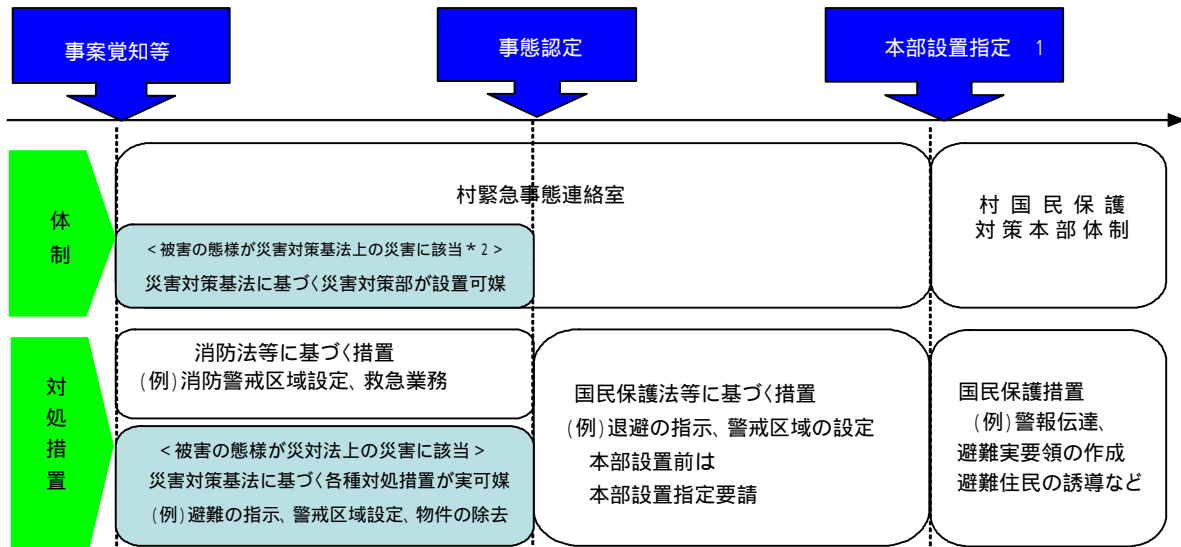 事案覚知等
事態認定
本部設置指定 1
体制
村緊急事態連絡室
<被害の態様が災害対策基法上の災害に該当*2>
災害対策基法に基づく災害対策部が設置可媒
村国民保護
対策本部体制
対処措置
消防法等に基づく措置
(例)消防警戒区域設定、救急業務
<被害の態様が災対法上の災害に該当>
災害対策基法に基づく各種対処措置が実可媒
(例)避難の指示、警戒区域設定、物件の除去
国民保護法等に基づく措置
(例)退避の指示、警戒区域の設定
本部設置前は
本部設置指定要請
国民保護措置
(例)警報伝達、
避難実要領の作成
避難住民の誘導など